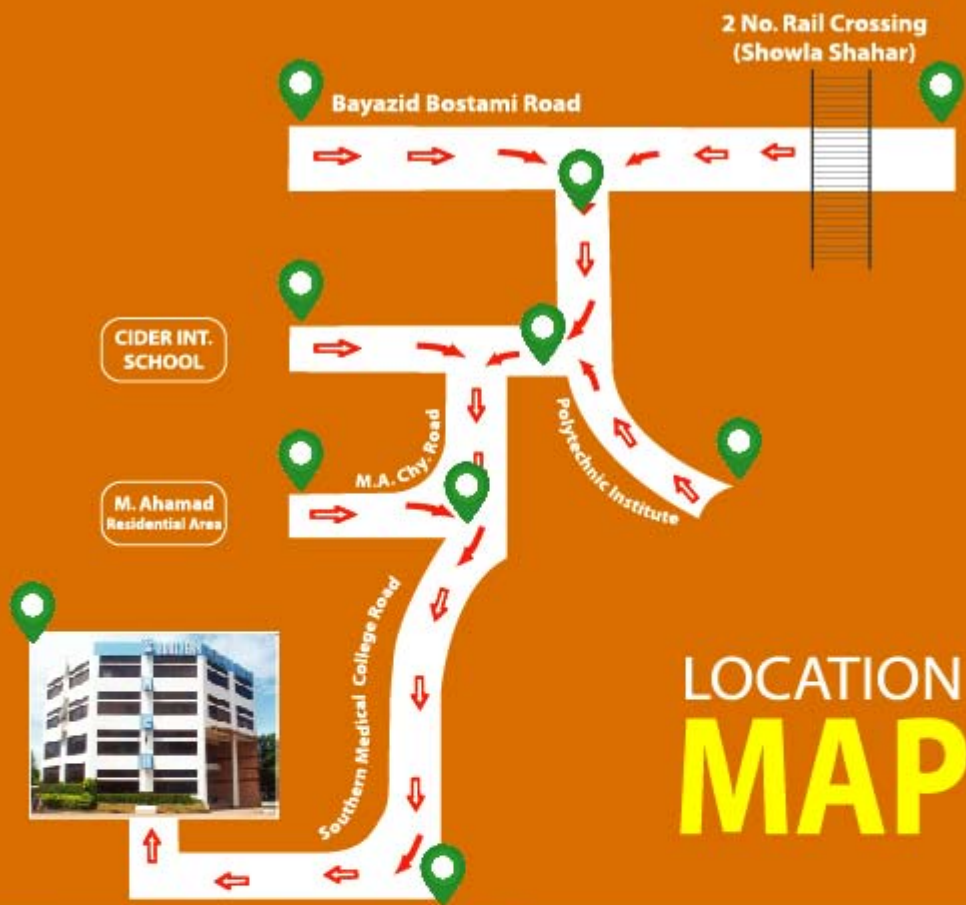 2 No. Rail Crossing
(Showla Shahar)
Bayazid Bostami Road
CIDER INT.
SCHOOL
M.A. Chy. Road
Polytechnic Institute
M. Ahamad
Residential Area
Southern Medical College Road
LOCATION
MAP